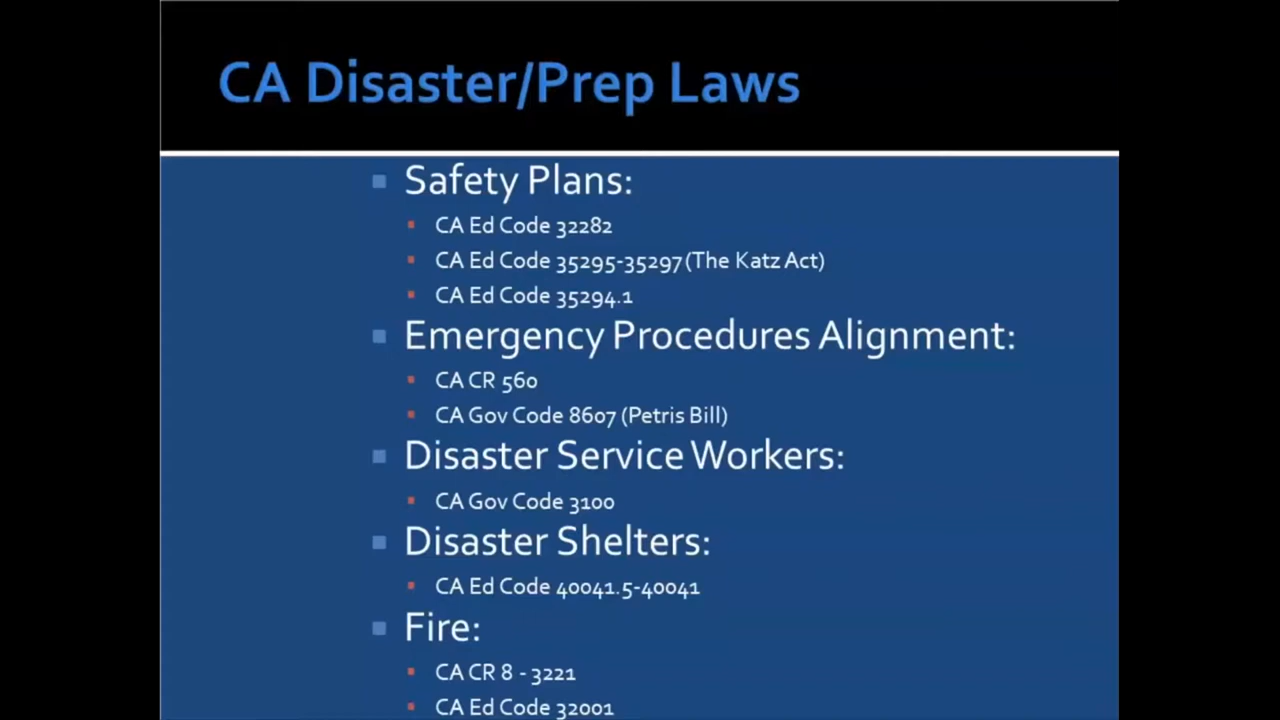 CA Disaster/Prep Laws
Safety Plans:
CA Ed Code 32282
CA Ed Code 35295-35297 (The Katz Act)
CA Ed Code 35294.1
Emergency Procedures Alignment:
CA CR 560
CA Gov Code 8607 (Petris Bill)
Disaster Service Workers:
CA Gov Code 3100
Disaster Shelters:
CA Ed Code 40041.5-40041
Fire:
CA CR 8 - 3221
CA Ed Code 32001